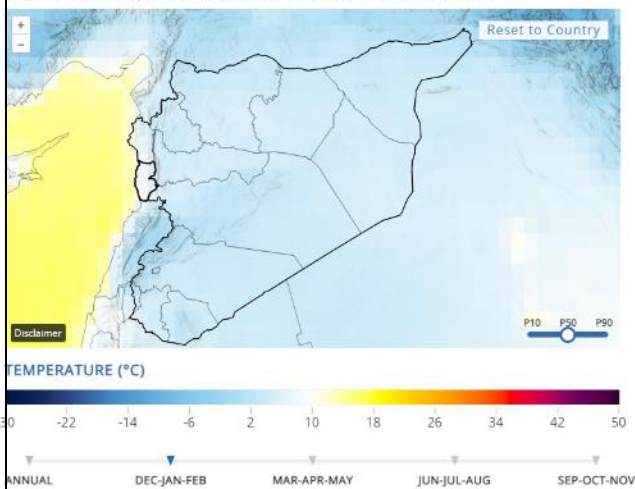 +
Reset to Country
−
Disclaimer
P10 P50 P90
TEMPERATURE (°C)
30 -22 -14 -6 2 10 18 26 34 42 50
ANNUAL DEC-JAN-FEB MAR-APR-MAY JUN-JUL-AUG SEP-OCT-NOV